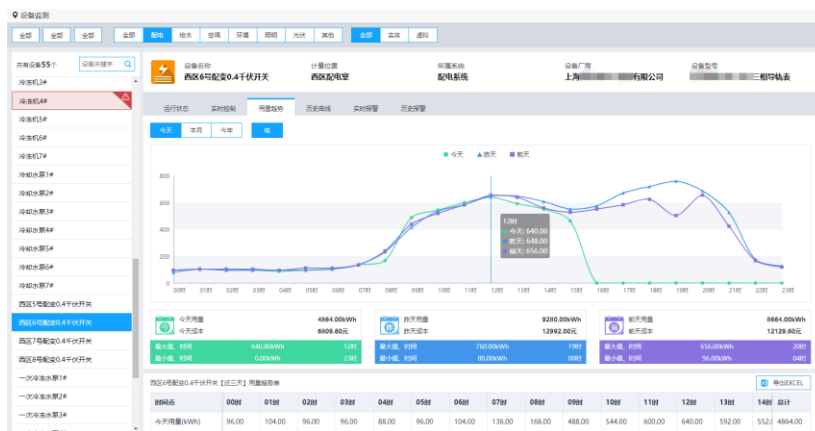 设备监测
全部 全部 全部 全部 配电 给水 空调 环境 照明 光伏 其他 全部 实体 虚拟
共有设备55个 设备关键字
冷冻机3#
冷冻机4#
冷冻机5#
冷冻机6#
冷冻机7#
冷却水泵1#
冷却水泵2#
冷却水泵3#
冷却水泵4#
冷却水泵5#
冷却水泵6#
冷却水泵7#
西区5号配变0.4千伏开关
西区6号配变0.4千伏开关
西区7号配变0.4千伏开关
西区8号配变0.4千伏开关
一次冷冻水泵1#
一次冷冻水泵2#
一次冷冻水泵3#
设备名称 计量位置 所属系统 设备厂商 设备型号
西区6号配变0.4千伏开关 西区配电室 配电系统 上海 有限公司 三相导轨表
运行状态 实时控制 用量趋势 历史曲线 实时报警 历史报警
今天 本月 今年 电
今天 昨天 前天
800
600
400
200
0
12时
今天: 640.00
昨天: 648.00
前天: 656.00
00时 01时 02时 03时 04时 05时 06时 07时 08时 09时 10时 11时 12时 13时 14时 15时 16时 17时 18时 19时 20时 21时 22时 23时
今 今天用量 4864.00kWh
今天成本 6809.60元
最大值, 时间 640.00kWh 12时
最小值, 时间 0.00kWh 23时
昨 昨天用量 9280.00kWh
昨天成本 12992.00元
最大值, 时间 760.00kWh 19时
最小值, 时间 80.00kWh 00时
前 前天用量 8664.00kWh
前天成本 12129.60元
最大值, 时间 656.00kWh 20时
最小值, 时间 96.00kWh 04时
西区6号配变0.4千伏开关【近三天】用量趋势表 导出EXCEL
时间点 00时 01时 02时 03时 04时 05时 06时 07时 08时 09时 10时 11时 12时 13时 14时 总计
今天用量(kWh) 96.00 104.00 96.00 96.00 88.00 96.00 104.00 136.00 168.00 488.00 544.00 600.00 640.00 592.00 552.( 4864.00